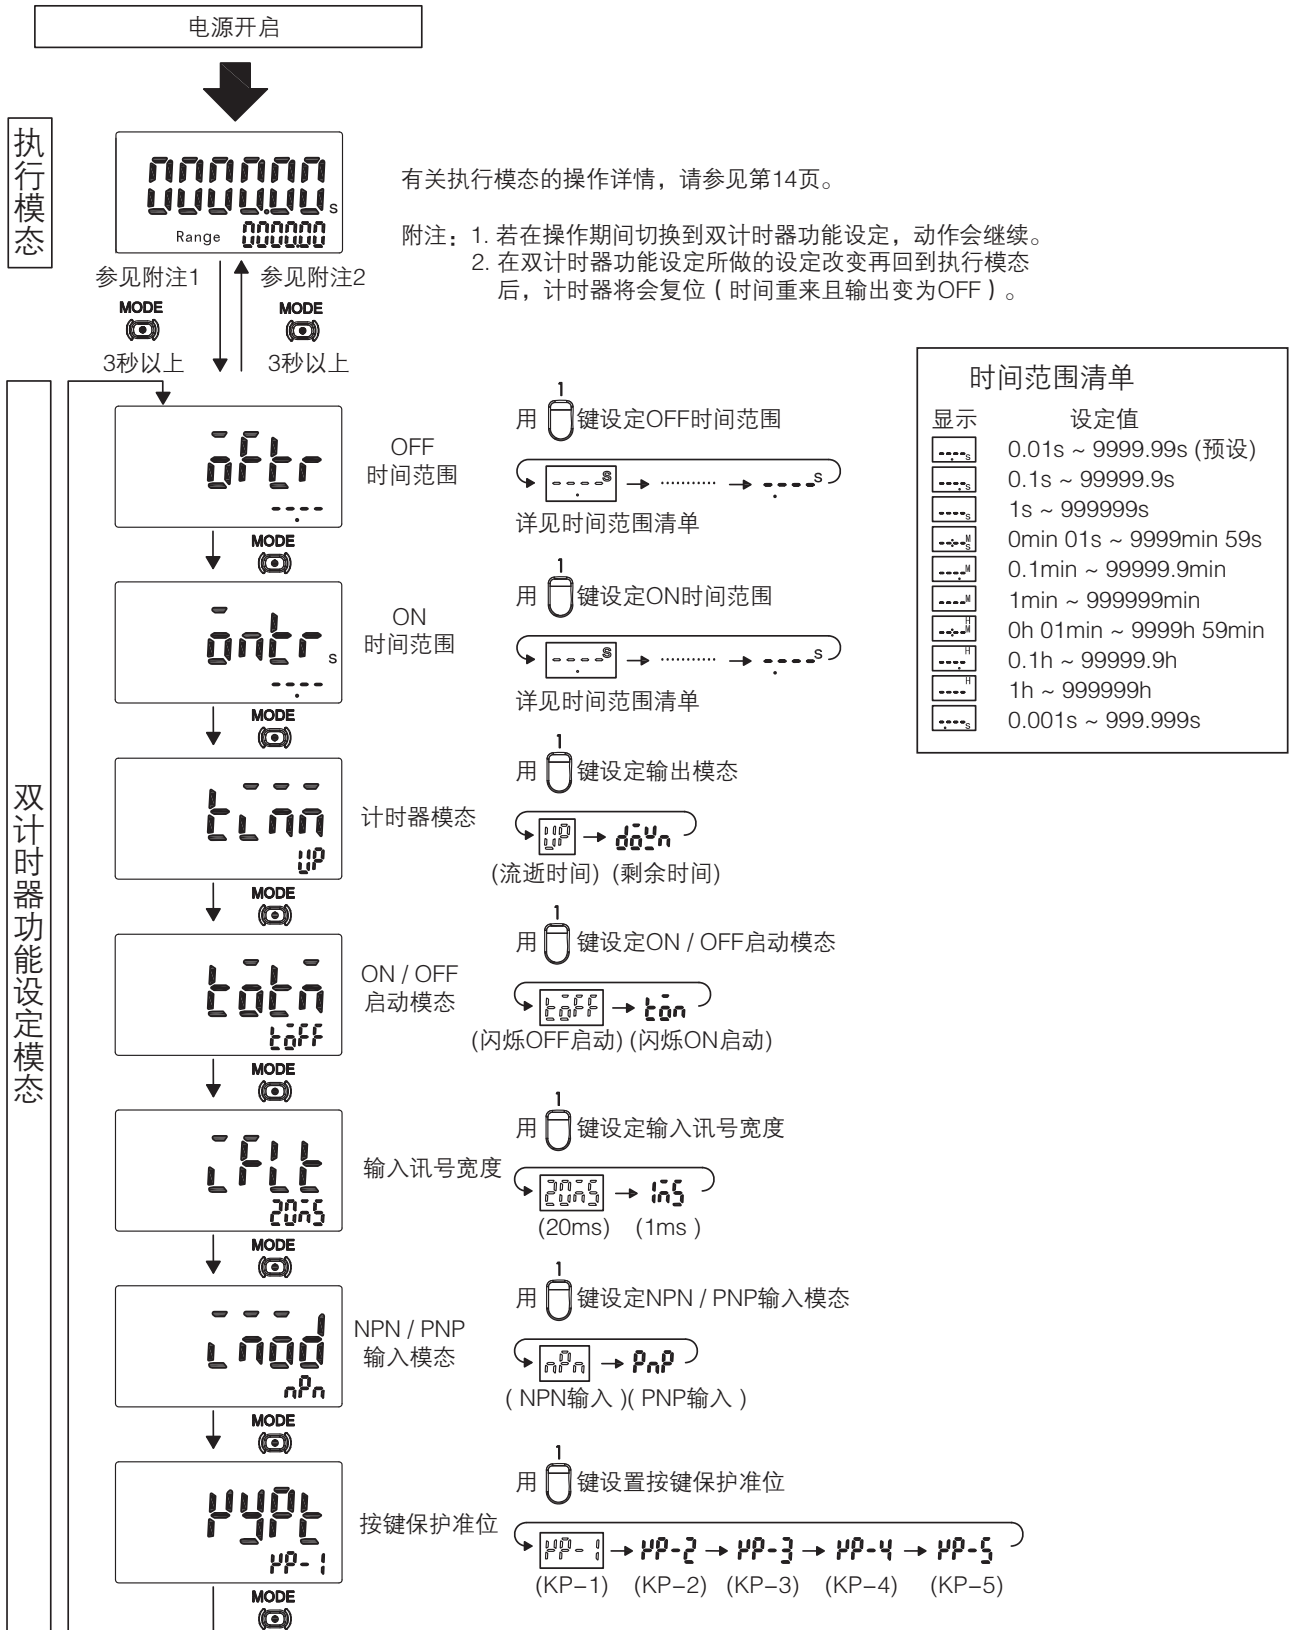 电源开启
执行模态
0000.00 s
Range 0000.00
有关执行模态的操作详情，请参见第14页。
附注：1. 若在操作期间切换到双计时器功能设定，动作会继续。
2. 在双计时器功能设定所做的设定改变再回到执行模态
后，计时器将会复位（时间重来且输出变为OFF）。
参见附注1 参见附注2
MODE MODE
3秒以上 3秒以上
时间范围清单
显示 设定值
----s 0.01s ~ 9999.99s (预设)
----s 0.1s ~ 99999.9s
----s 1s ~ 999999s
--:--M S 0min 01s ~ 9999min 59s
----M 0.1min ~ 99999.9min
----M 1min ~ 999999min
--:--H M 0h 01min ~ 9999h 59min
----H 0.1h ~ 99999.9h
----H 1h ~ 999999h
----s 0.001s ~ 999.999s
双计时器功能设定模态
oFtr
--.--
OFF
时间范围
1
用 键设定OFF时间范围
--.--s → ··········· → --.--s
详见时间范围清单
MODE
ontr s
--.--
ON
时间范围
1
用 键设定ON时间范围
--.--s → ··········· → --.--s
详见时间范围清单
MODE
timm
UP
计时器模态
1
用 键设定输出模态
UP → doWn
(流逝时间) (剩余时间)
MODE
totm
toFF
ON / OFF
启动模态
1
用 键设定ON / OFF启动模态
toFF → ton
(闪烁OFF启动) (闪烁ON启动)
MODE
iFLt
20mS
输入讯号宽度
1
用 键设定输入讯号宽度
20mS → 1mS
(20ms) (1ms )
MODE
imod
nPn
NPN / PNP
输入模态
1
用 键设定NPN / PNP输入模态
nPn → PnP
( NPN输入 )( PNP输入 )
MODE
KyPt
KP-1
按键保护准位
1
用 键设置按键保护准位
KP-1 → KP-2 → KP-3 → KP-4 → KP-5
(KP–1) (KP–2) (KP–3) (KP–4) (KP–5)
MODE